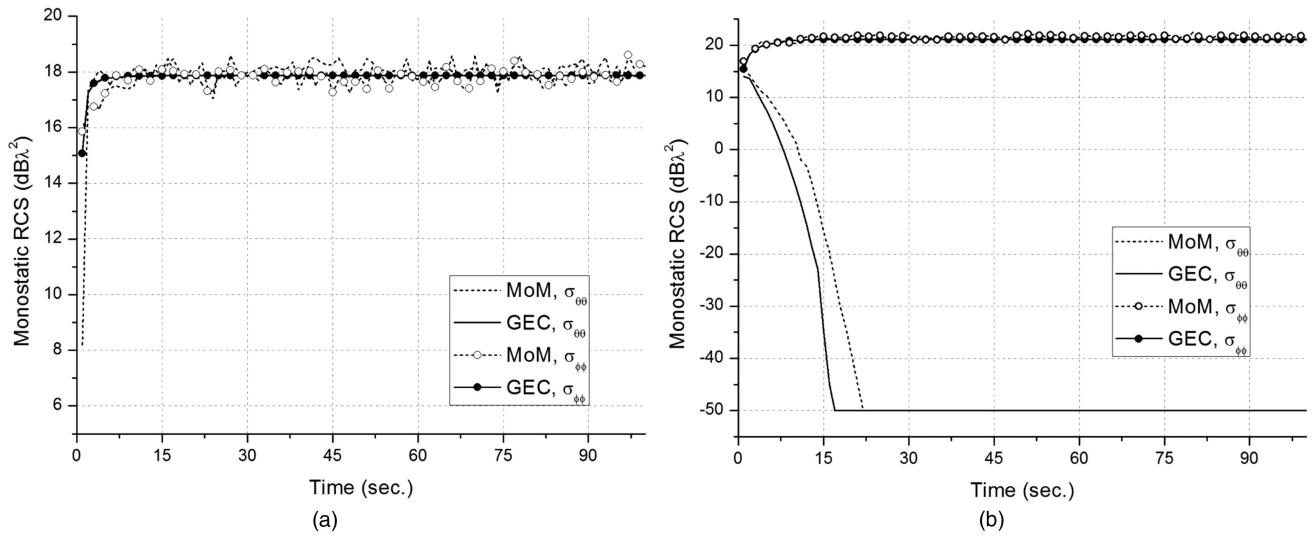 20
18
16
14
12
10
8
6
Monostatic RCS (dBλ²)
0 15 30 45 60 75 90
Time (sec.)
MoM, σθθ
GEC, σθθ
MoM, σϕϕ
GEC, σϕϕ
(a)
20
10
0
-10
-20
-30
-40
-50
Monostatic RCS (dBλ²)
0 15 30 45 60 75 90
Time (sec.)
MoM, σθθ
GEC, σθθ
MoM, σϕϕ
GEC, σϕϕ
(b)